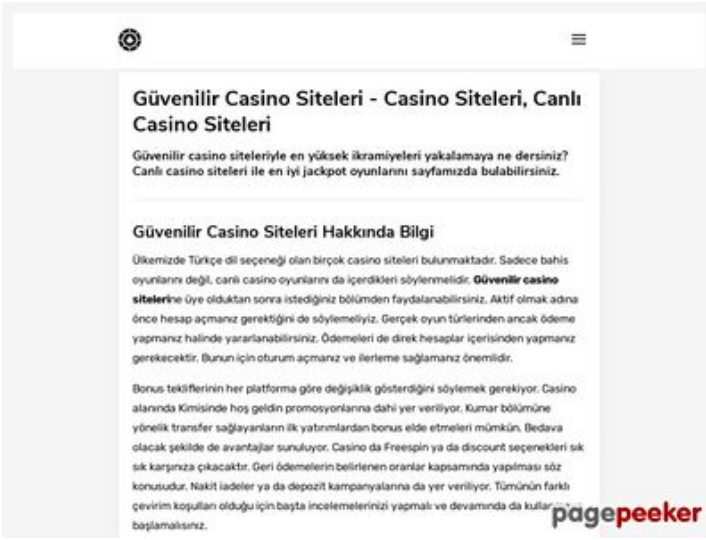 Güvenilir Casino Siteleri - Casino Siteleri, Canlı
Casino Siteleri
Güvenilir casino siteleriyle en yüksek ikramiyeleri yakalamaya ne dersiniz?
Canlı casino siteleri ile en iyi jackpot oyunlarını sayfamızda bulabilirsiniz.
Güvenilir Casino Siteleri Hakkında Bilgi
Ülkemizde Türkçe dil seçeneği olan birçok casino siteleri bulunmaktadır. Sadece bahis
oyunlarını değil, canlı casino oyunlarını da içerdikleri söylenmelidir. Güvenilir casino
sitelerine üye olduktan sonra istediğiniz bölümden faydalanabilirsiniz. Aktif olmak adına
önce hesap açmanız gerektiğini de söylemeliyiz. Gerçek oyun türlerinden ancak ödeme
yapmanız halinde yararlanabilirsiniz. Ödemeleri de direk hesaplar içerisinden yapmanız
gerekecektir. Bunun için oturum açmanız ve ilerleme sağlamanız önemlidir.
Bonus tekliflerinin her platforma göre değişiklik gösterdiğini söylemek gerekiyor. Casino
alanında Kimisinde hoş geldin promosyonlarına dahi yer veriliyor. Kumar bölümüne
yönelik transfer sağlayanların ilk yatırımlardan bonus elde etmeleri mümkün. Bedava
olacak şekilde de avantajlar sunuluyor. Casino da Freespin ya da discount seçenekleri sık
sık karşınıza çıkacaktır. Geri ödemelerin belirlenen oranlar kapsamında yapılması söz
konusudur. Nakit iadeler ya da depozit kampanyalarına da yer veriliyor. Tümünün farklı
çevirim koşulları olduğu için başta incelemelerinizi yapmalı ve devamında da
başlamalısınız.
pagepeeker